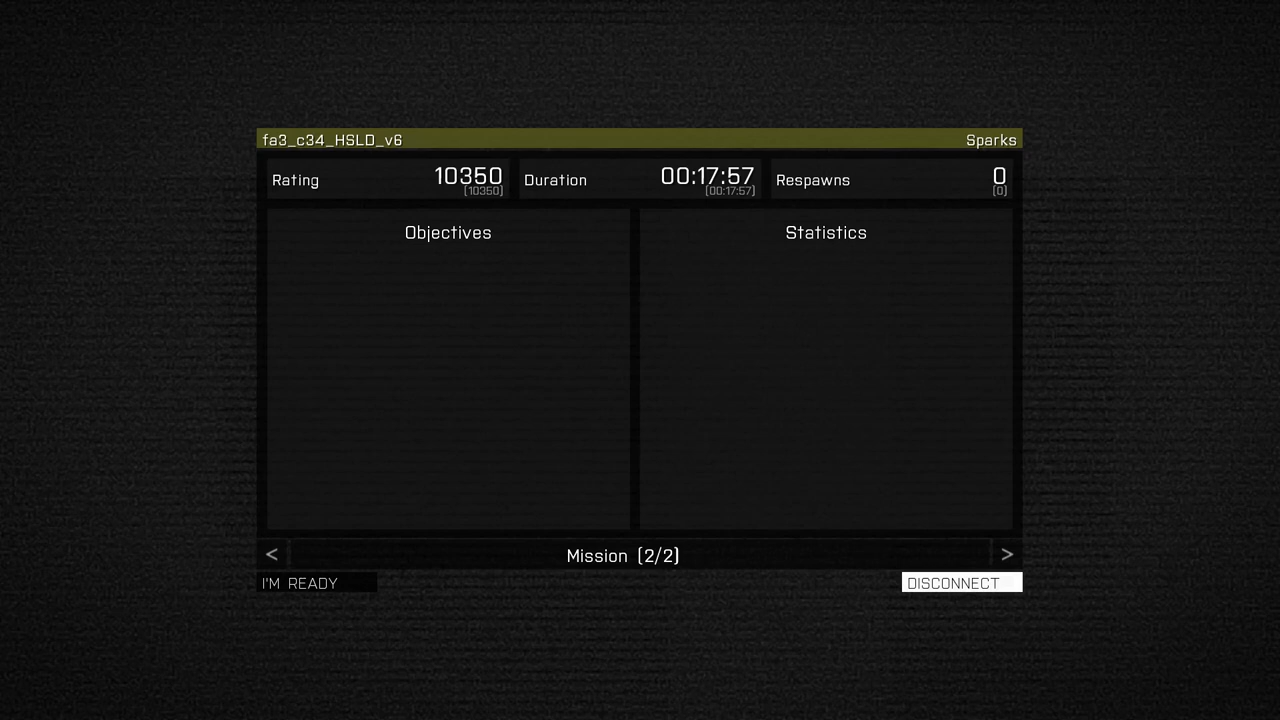 fa3_c34_HSLD_v6 Sparks
Rating 10350 Duration 00:17:57 Respawns 0
(10350) (00:17:57) (0)
Objectives Statistics
< Mission (2/2) >
I'M READY DISCONNECT